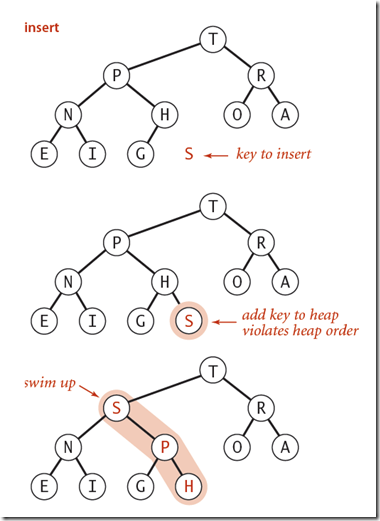 insert
T
P R
N H O A
E I G S key to insert
T
P R
N H O A
E I G S add key to heap
violates heap order
swim up T
S R
N P O A
E I G H